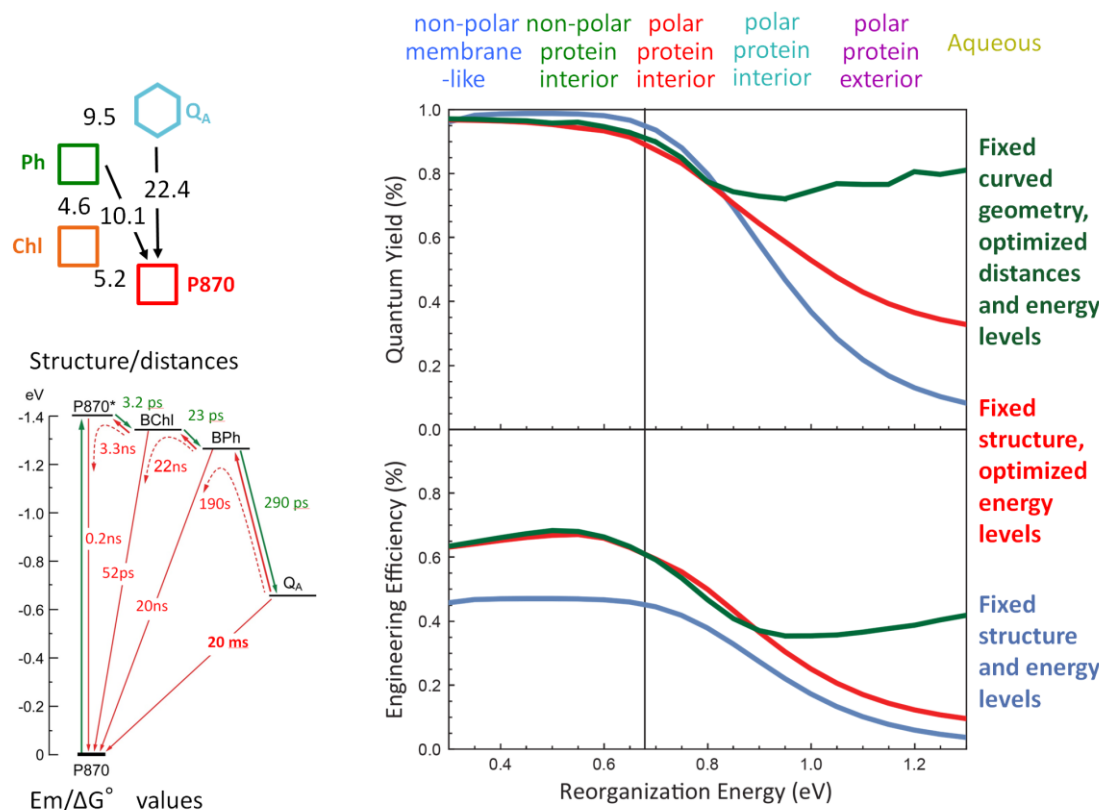 non-polar
membrane
-like
non-polar
protein
interior
polar
protein
interior
polar
protein
interior
polar
protein
exterior
Aqueous
9.5
QA
Ph
22.4
4.6
10.1
Chl
5.2
P870
Structure/distances
eV
P870*
3.2 ps
BChl
23 ps
BPh
-1.4
3.3ns
22ns
-1.2
190s
290 ps
-1.0
0.2ns
-0.8
52ps
QA
-0.6
20ns
20 ms
-0.4
-0.2
0
P870
Em/ΔG° values
Quantum Yield (%)
1.0
0.8
0.6
0.4
0.2
0.0
Engineering Efficiency (%)
0.8
0.6
0.4
0.2
0.0
0.4
0.6
0.8
1.0
1.2
Reorganization Energy (eV)
Fixed
curved
geometry,
optimized
distances
and energy
levels
Fixed
structure,
optimized
energy
levels
Fixed
structure
and energy
levels